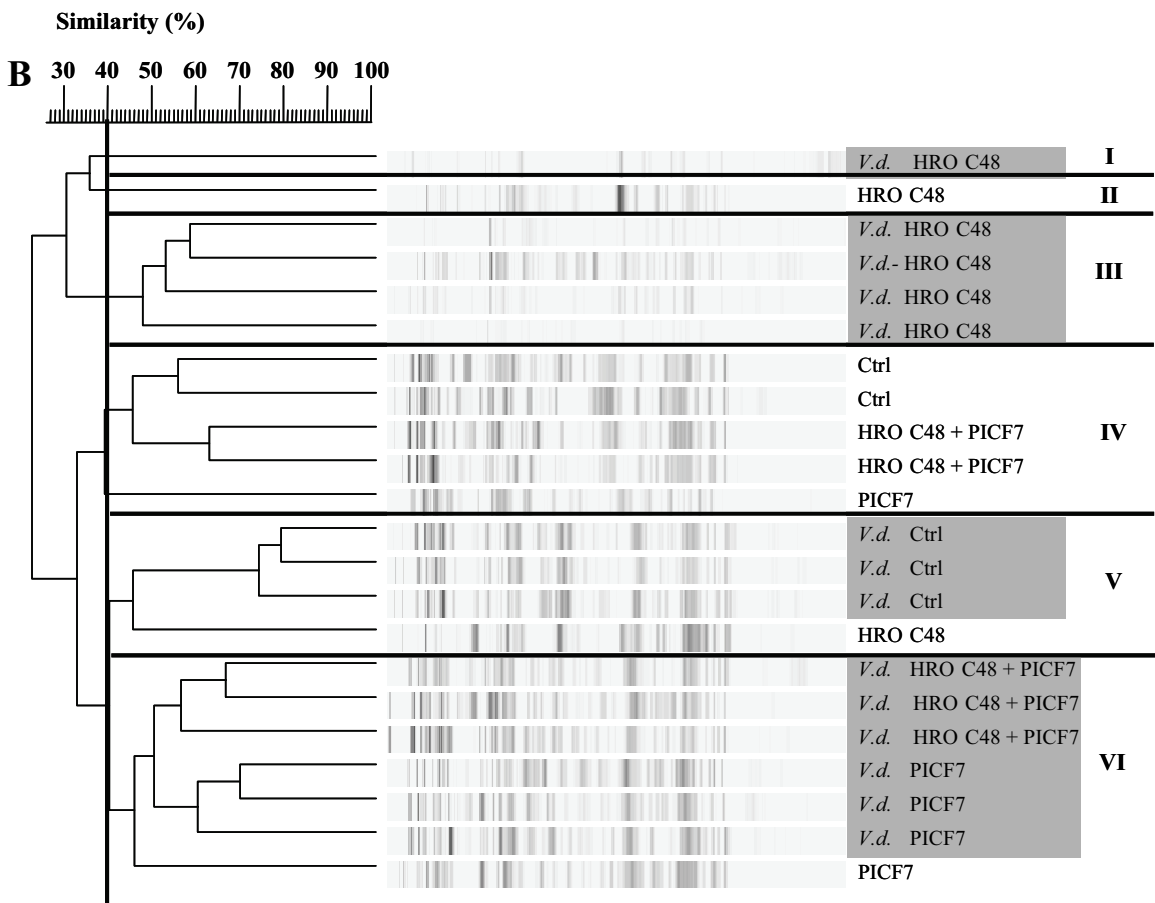 Similarity (%)
B 30 40 50 60 70 80 90 100
V.d. HRO C48 I
HRO C48 II
V.d. HRO C48
V.d.- HRO C48 III
V.d. HRO C48
V.d. HRO C48
Ctrl
Ctrl
HRO C48 + PICF7 IV
HRO C48 + PICF7
PICF7
V.d. Ctrl
V.d. Ctrl V
V.d. Ctrl
HRO C48
V.d. HRO C48 + PICF7
V.d. HRO C48 + PICF7
V.d. HRO C48 + PICF7
V.d. PICF7 VI
V.d. PICF7
V.d. PICF7
PICF7